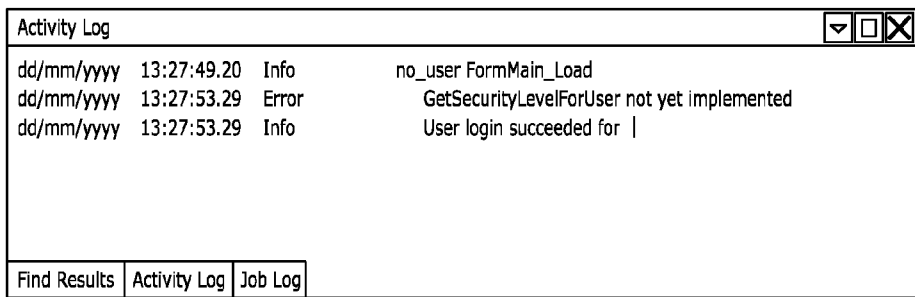 Activity Log
dd/mm/yyyy 13:27:49.20 Info no_user FormMain_Load
dd/mm/yyyy 13:27:53.29 Error GetSecurityLevelForUser not yet implemented
dd/mm/yyyy 13:27:53.29 Info User login succeeded for |
Find Results Activity Log Job Log